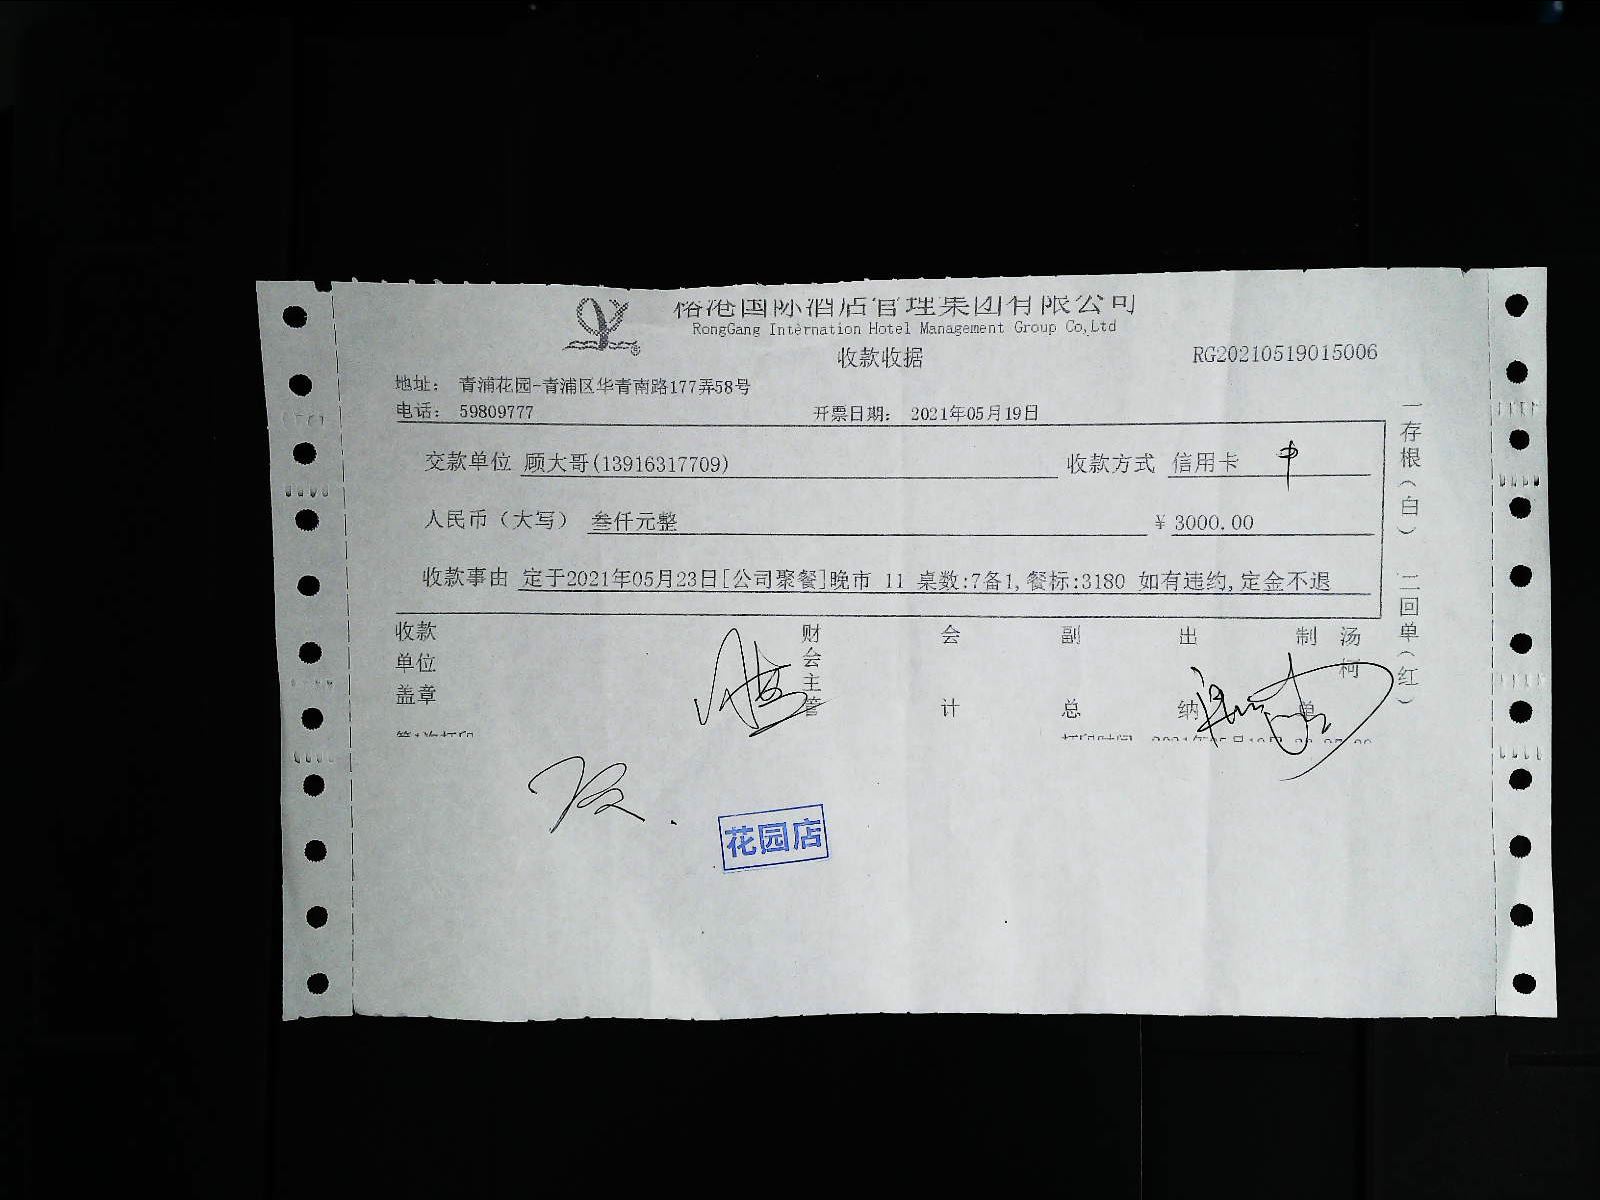 榕港国际酒店管理集团有限公司
RongGang Internation Hotel Management Group Co,Ltd
收款收据
RG20210519015006
地址： 青浦花园-青浦区华青南路177弄58号
电话： 59809777
开票日期： 2021年05月19日
交款单位 顾大哥(13916317709)
收款方式 信用卡 中
人民币（大写） 叁仟元整
¥ 3000.00
收款事由 定于2021年05月23日[公司聚餐]晚市 11 桌数:7备1,餐标:3180 如有违约,定金不退
一存根（白） 二回单（红）
收款单位盖章
财会主管
会计
副总
出纳
制单
汤柯
花园店